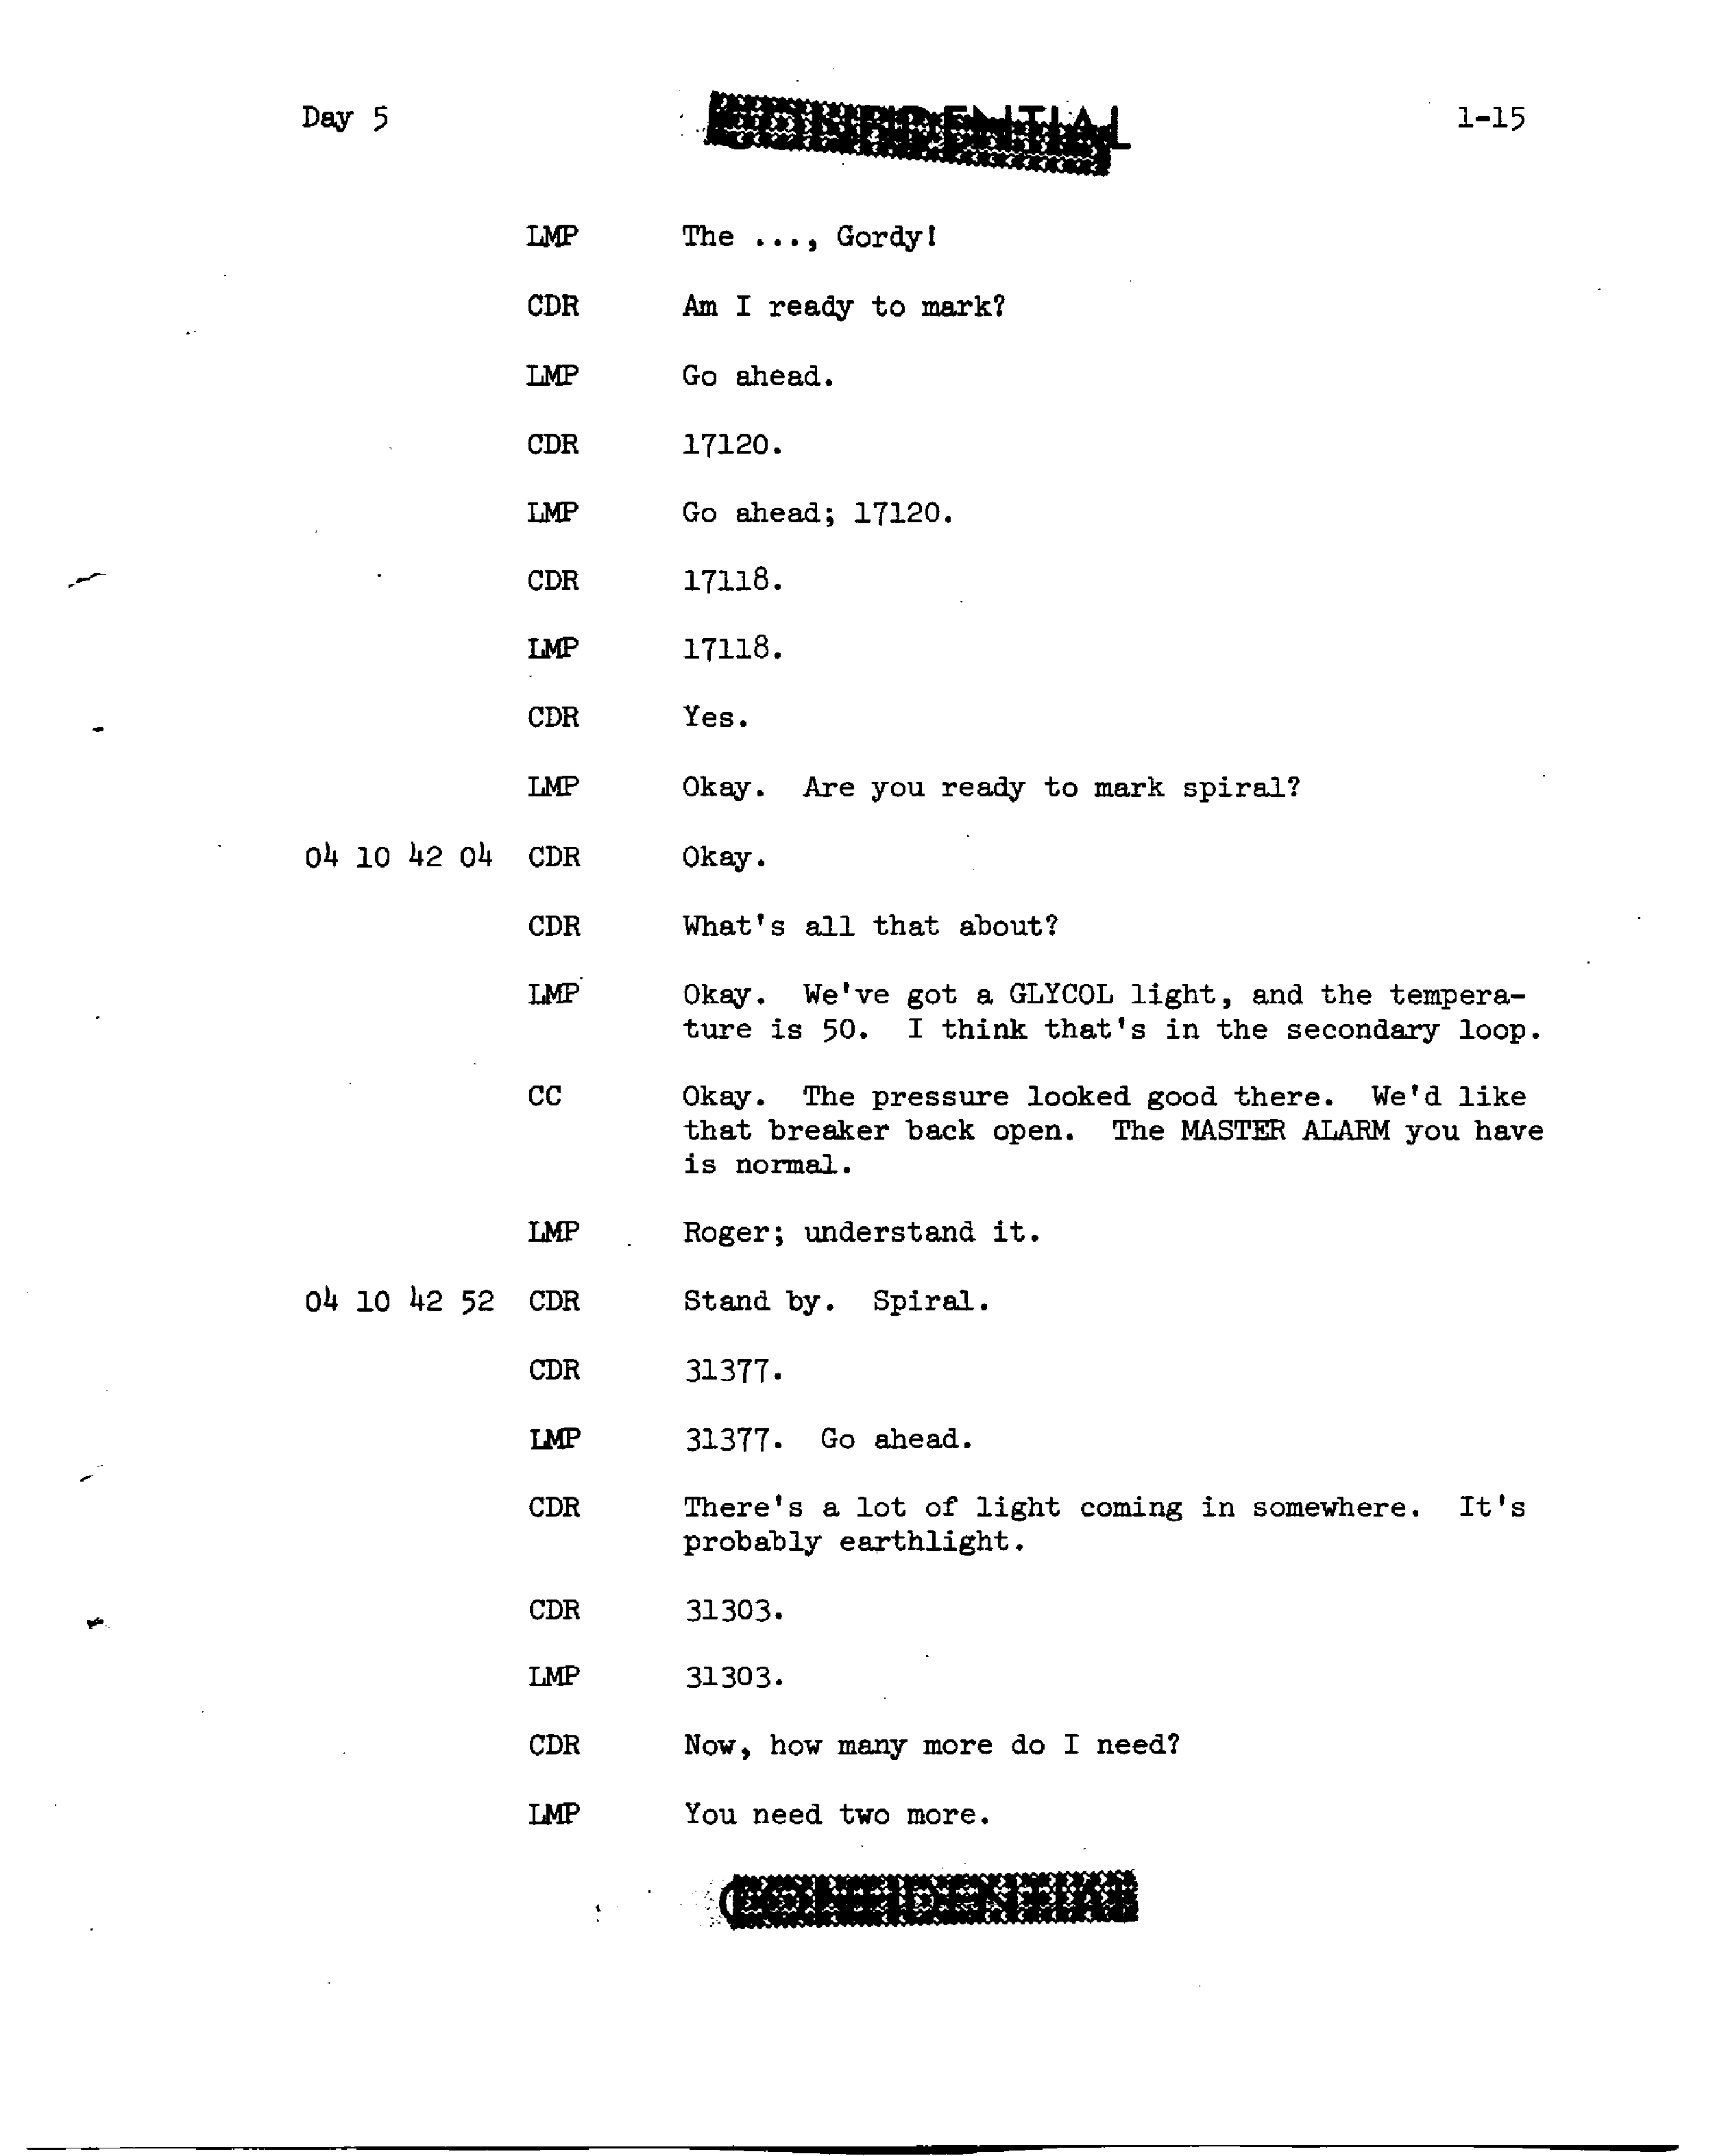 Day 5
CONFIDENTIAL
1-15
LMP The ..., Gordy!
CDR Am I ready to mark?
LMP Go ahead.
CDR 17120.
LMP Go ahead; 17120.
CDR 17118.
LMP 17118.
CDR Yes.
LMP Okay. Are you ready to mark spiral?
04 10 42 04 CDR Okay.
CDR What's all that about?
LMP Okay. We've got a GLYCOL light, and the tempera-
ture is 50. I think that's in the secondary loop.
CC Okay. The pressure looked good there. We'd like
that breaker back open. The MASTER ALARM you have
is normal.
LMP Roger; understand it.
04 10 42 52 CDR Stand by. Spiral.
CDR 31377.
LMP 31377. Go ahead.
CDR There's a lot of light coming in somewhere. It's
probably earthlight.
CDR 31303.
LMP 31303.
CDR Now, how many more do I need?
LMP You need two more.
CONFIDENTIAL